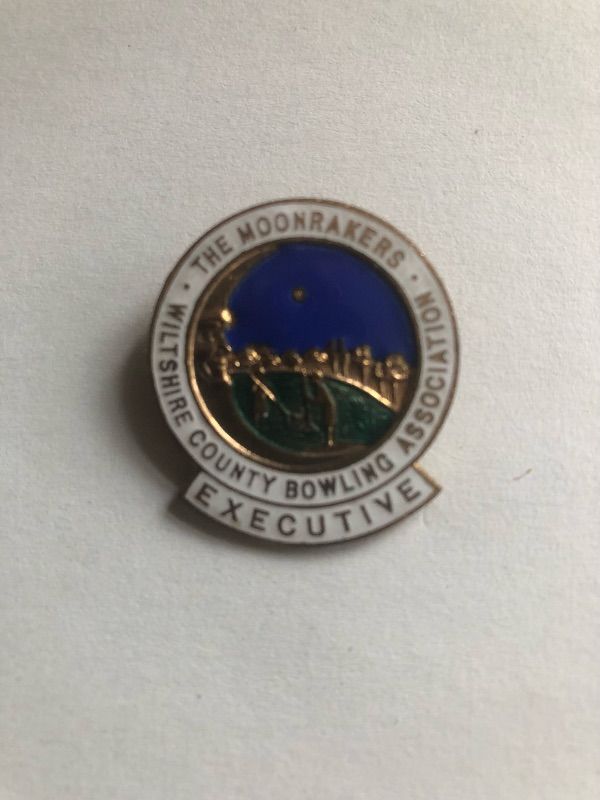 · THE MOONRAKERS ·
WILTSHIRE COUNTY BOWLING ASSOCIATION
EXECUTIVE